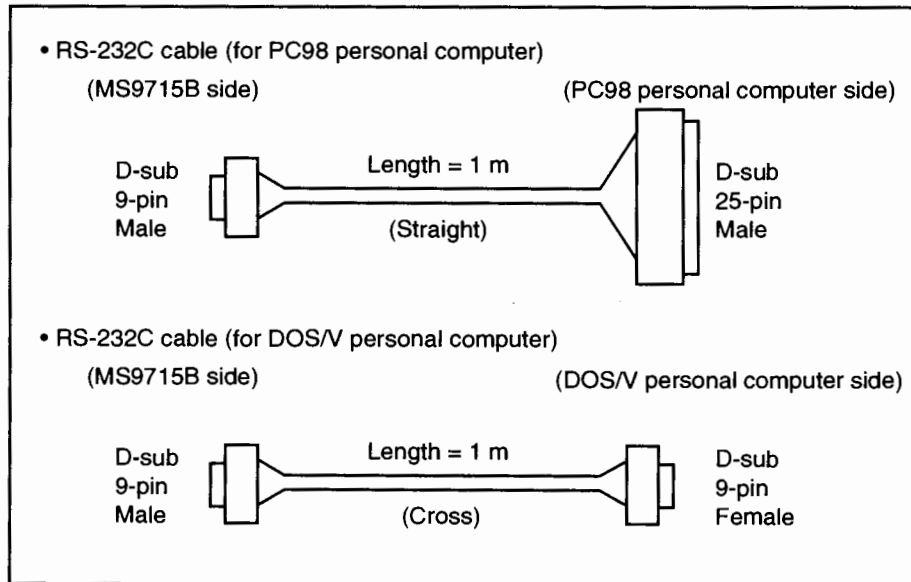 • RS-232C cable (for PC98 personal computer)
(MS9715B side) (PC98 personal computer side)
D-sub
9-pin
Male
Length = 1 m
(Straight)
D-sub
25-pin
Male
• RS-232C cable (for DOS/V personal computer)
(MS9715B side) (DOS/V personal computer side)
D-sub
9-pin
Male
Length = 1 m
(Cross)
D-sub
9-pin
Female